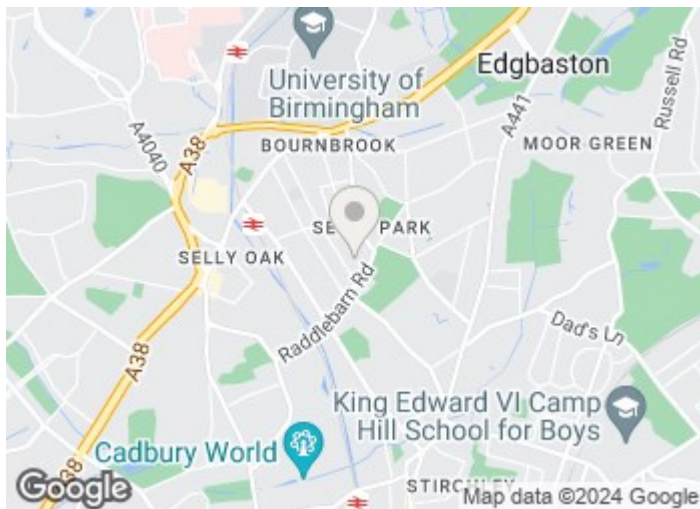 University of
Birmingham
Edgbaston
Russell Rd
A441
A4040
A38
BOURNBROOK
MOOR GREEN
PARK
SELLY OAK
Raddlebarn Rd
Dad's Ln
A38
King Edward VI Camp
Hill School for Boys
Cadbury World
A38
Google
Map data ©2024 Google